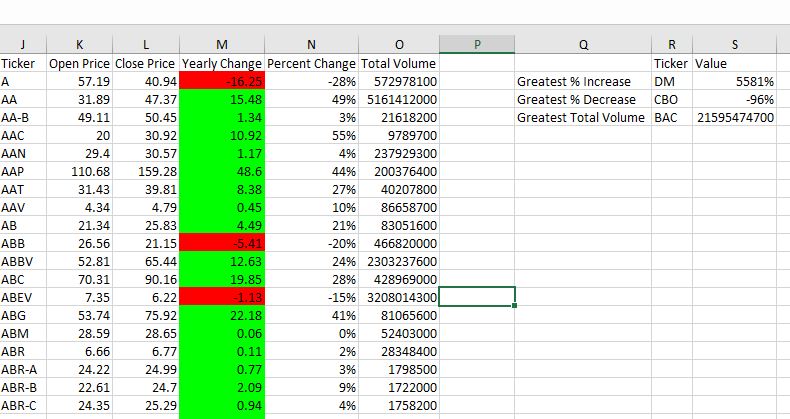 J K L M N O P Q R S
Ticker Open Price Close Price Yearly Change Percent Change Total Volume Ticker Value
A 57.19 40.94 -16.25 -28% 572978100 Greatest % Increase DM 5581%
AA 31.89 47.37 15.48 49% 5161412000 Greatest % Decrease CBO -96%
AA-B 49.11 50.45 1.34 3% 21618200 Greatest Total Volume BAC 21595474700
AAC 20 30.92 10.92 55% 9789700
AAN 29.4 30.57 1.17 4% 237929300
AAP 110.68 159.28 48.6 44% 200376400
AAT 31.43 39.81 8.38 27% 40207800
AAV 4.34 4.79 0.45 10% 86658700
AB 21.34 25.83 4.49 21% 83051600
ABB 26.56 21.15 -5.41 -20% 466820000
ABBV 52.81 65.44 12.63 24% 2303237600
ABC 70.31 90.16 19.85 28% 428969000
ABEV 7.35 6.22 -1.13 -15% 3208014300
ABG 53.74 75.92 22.18 41% 81065600
ABM 28.59 28.65 0.06 0% 52403000
ABR 6.66 6.77 0.11 2% 28348400
ABR-A 24.22 24.99 0.77 3% 1798500
ABR-B 22.61 24.7 2.09 9% 1722000
ABR-C 24.35 25.29 0.94 4% 1758200